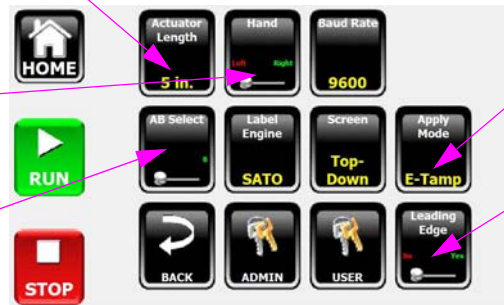 HOME
Actuator
Length
5 in.
Hand
Left Right
Baud Rate
9600
RUN
AB Select
B
Label
Engine
SATO
Screen
Top-
Down
Apply
Mode
E-Tamp
STOP
BACK
ADMIN
USER
Leading
Edge
No Yes